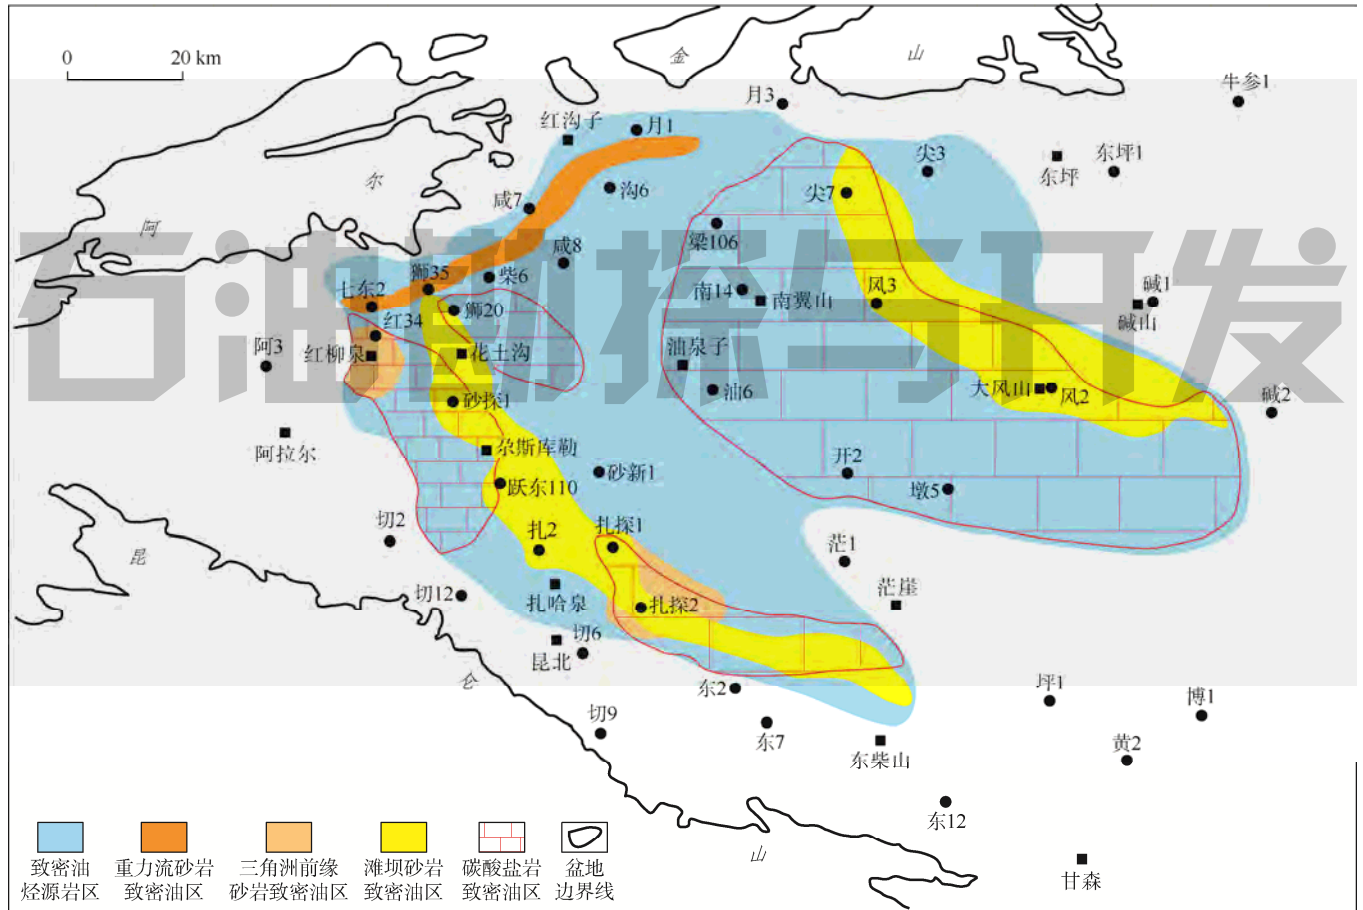 0 20 km
金
山
牛参1
月3
红沟子
月1
尖3
东坪
东坪1
阿
尔
咸7
沟6
尖7
梁106
咸8
狮35
柴6
七东2
狮20
南14
南翼山
风3
碱1
碱山
红34
红柳泉
阿3
花土沟
油泉子
油6
大风山
风2
碱2
砂探1
阿拉尔
尕斯库勒
砂新1
跃东110
开2
墩5
切2
扎2
扎探1
茫1
昆
切12
扎哈泉
扎探2
茫崖
昆北
切6
仑
东2
东7
切9
东柴山
坪1
博1
黄2
东12
山
甘森
石油勘探与开发
致密油
烃源岩区
重力流砂岩
致密油区
三角洲前缘
砂岩致密油区
滩坝砂岩
致密油区
碳酸盐岩
致密油区
盆地
边界线